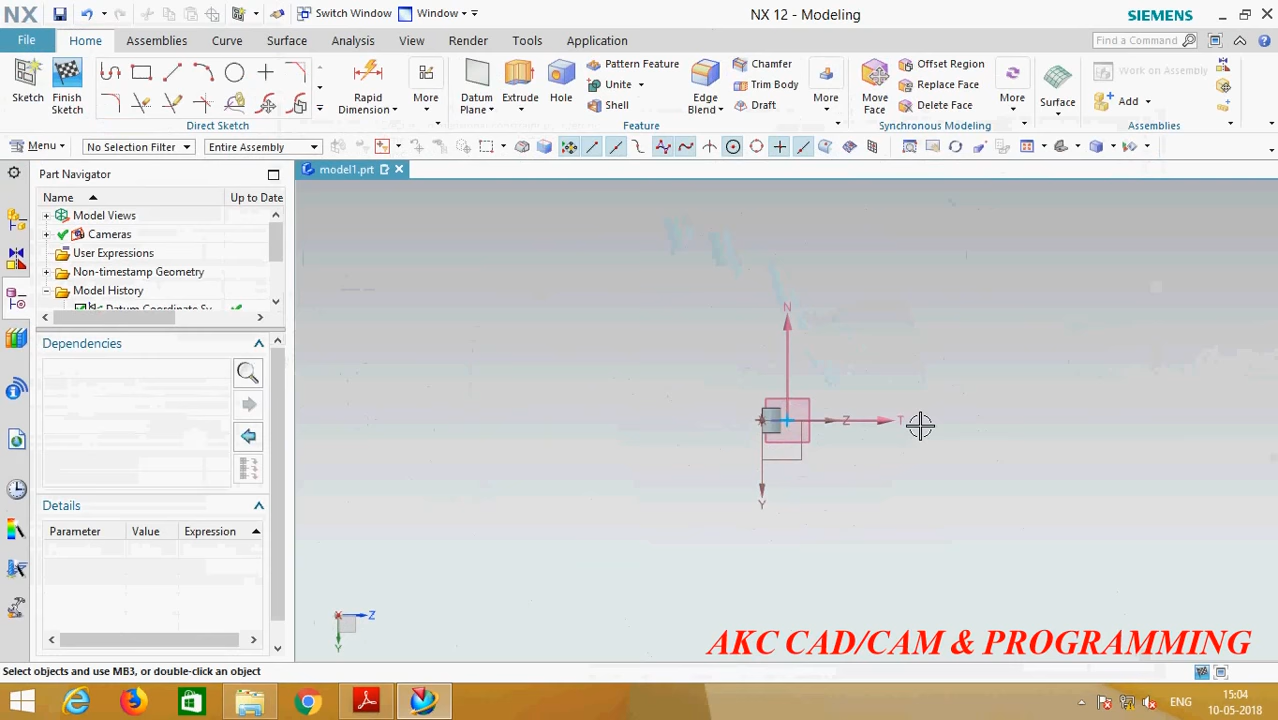 NX
Switch Window
Window
NX 12 - Modeling
SIEMENS
File
Home
Assemblies
Curve
Surface
Analysis
View
Render
Tools
Application
Find a Command
Sketch
Finish Sketch
Rapid Dimension
More
Direct Sketch
Datum Plane
Extrude
Hole
Pattern Feature
Unite
Shell
Edge Blend
Chamfer
Trim Body
Draft
More
Feature
Move Face
Offset Region
Replace Face
Delete Face
More
Synchronous Modeling
Surface
Work on Assembly
Add
Assemblies
Menu
No Selection Filter
Entire Assembly
Part Navigator
model1.prt
Name
Up to Date
Model Views
Cameras
User Expressions
Non-timestamp Geometry
Model History
Datum Coordinate Sy
Dependencies
Details
Parameter
Value
Expression
N
Z
T
Y
X
Z
Y
AKC CAD/CAM & PROGRAMMING
Select objects and use MB3, or double-click an object
ENG
15:04
10-05-2018